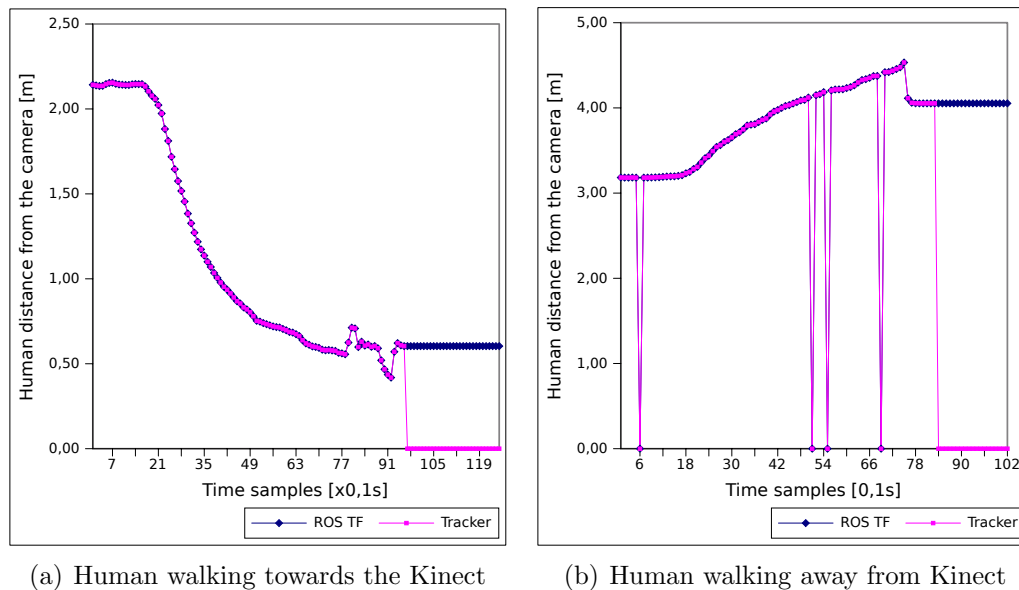 2,50
2,00
1,50
1,00
0,50
0,00
Human distance from the camera [m]
7 21 35 49 63 77 91 105 119
Time samples [x0,1s]
ROS TF Tracker
(a) Human walking towards the Kinect
5,00
4,00
3,00
2,00
1,00
0,00
Human distance from the camera [m]
6 18 30 42 54 66 78 90 102
Time samples [0,1s]
ROS TF Tracker
(b) Human walking away from Kinect